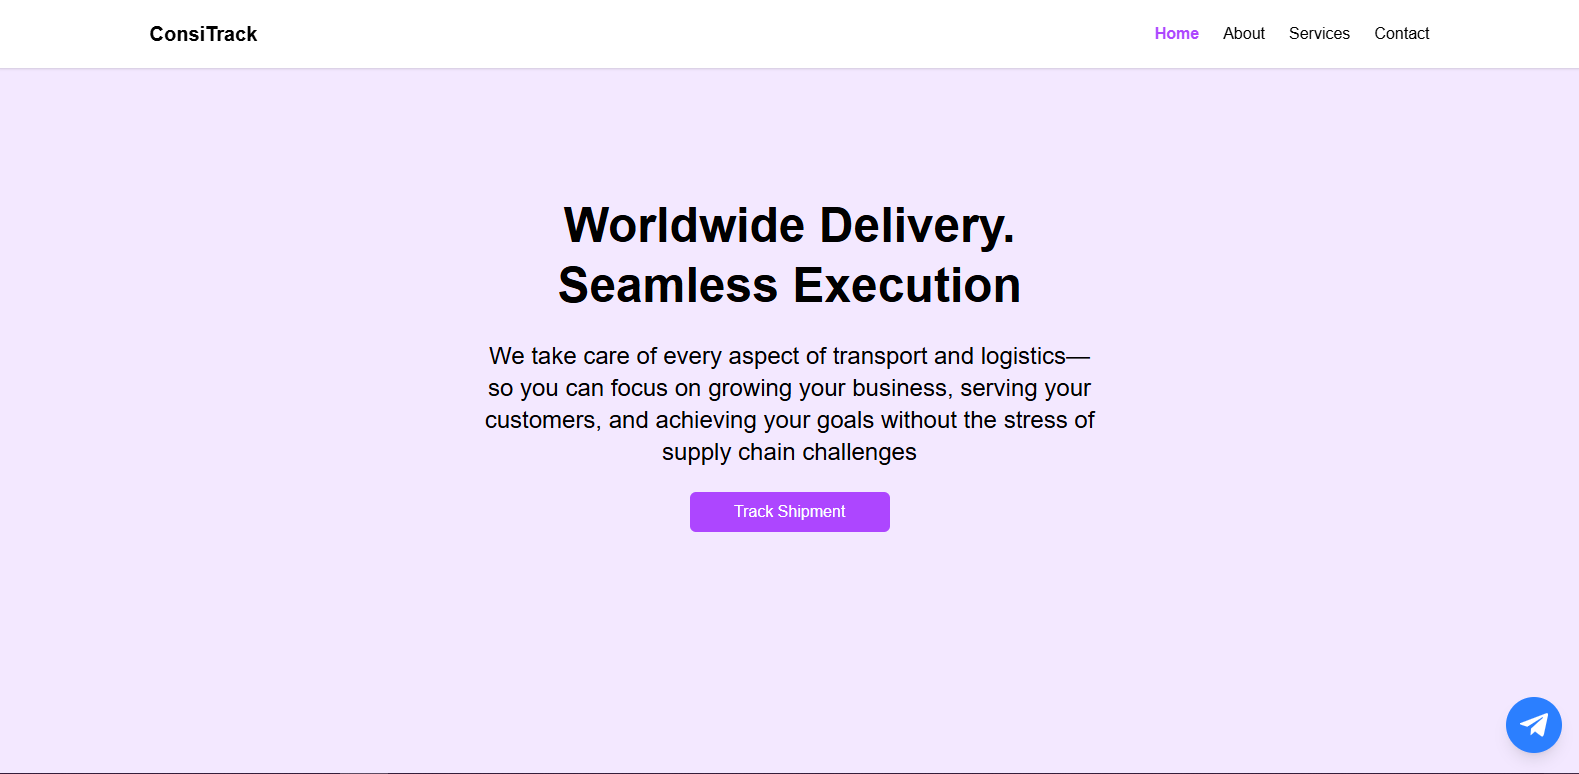 ConsiTrack
Home About Services Contact
Worldwide Delivery.
Seamless Execution
We take care of every aspect of transport and logistics—
so you can focus on growing your business, serving your
customers, and achieving your goals without the stress of
supply chain challenges
Track Shipment